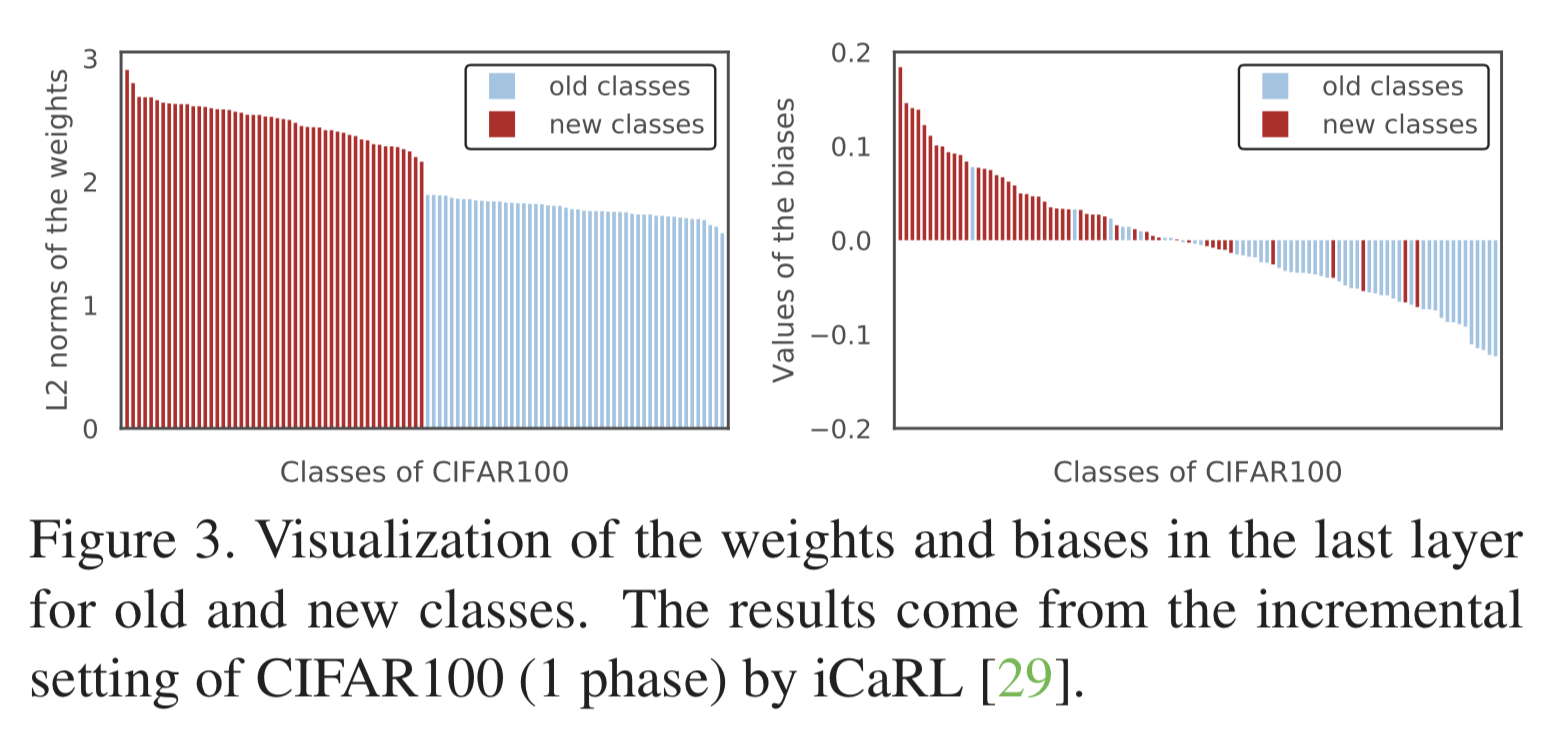 3
2
1
0
L2 norms of the weights
old classes
new classes
Classes of CIFAR100
0.2
0.1
0.0
−0.1
−0.2
Values of the biases
old classes
new classes
Classes of CIFAR100
Figure 3. Visualization of the weights and biases in the last layer
for old and new classes. The results come from the incremental
setting of CIFAR100 (1 phase) by iCaRL [29].